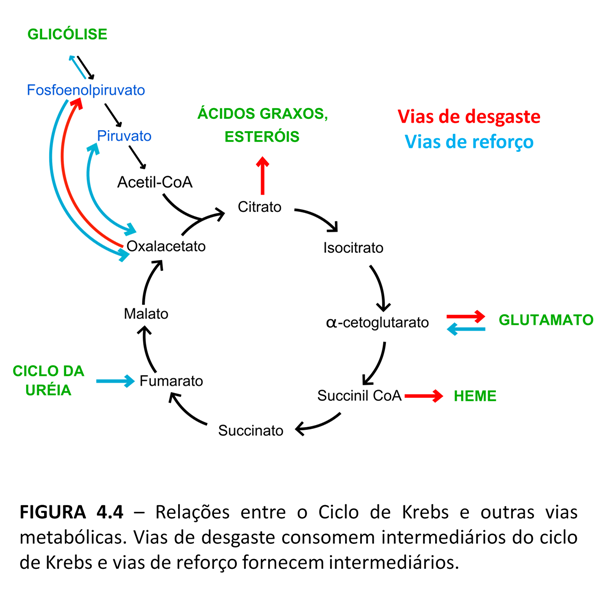 GLICÓLISE
Fosfoenolpiruvato
Piruvato
Acetil-CoA
ÁCIDOS GRAXOS,
ESTERÓIS
Vias de desgaste
Vias de reforço
Citrato
Isocitrato
Oxalacetato
α-cetoglutarato
GLUTAMATO
Malato
CICLO DA
URÉIA
Fumarato
Succinil CoA
HEME
Succinato
FIGURA 4.4 – Relações entre o Ciclo de Krebs e outras vias
metabólicas. Vias de desgaste consomem intermediários do ciclo
de Krebs e vias de reforço fornecem intermediários.